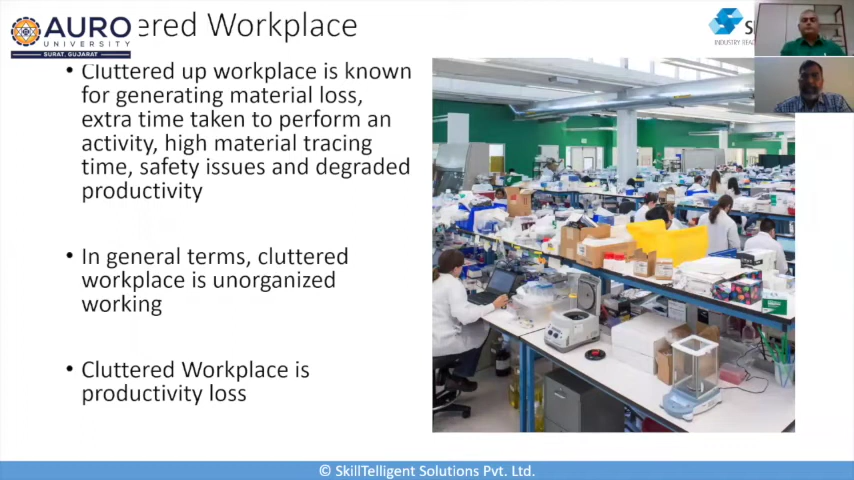 AURO
UNIVERSITY
SURAT, GUJARAT
ered Workplace
• Cluttered up workplace is known
for generating material loss,
extra time taken to perform an
activity, high material tracing
time, safety issues and degraded
productivity
• In general terms, cluttered
workplace is unorganized
working
• Cluttered Workplace is
productivity loss
© SkillTelligent Solutions Pvt. Ltd.